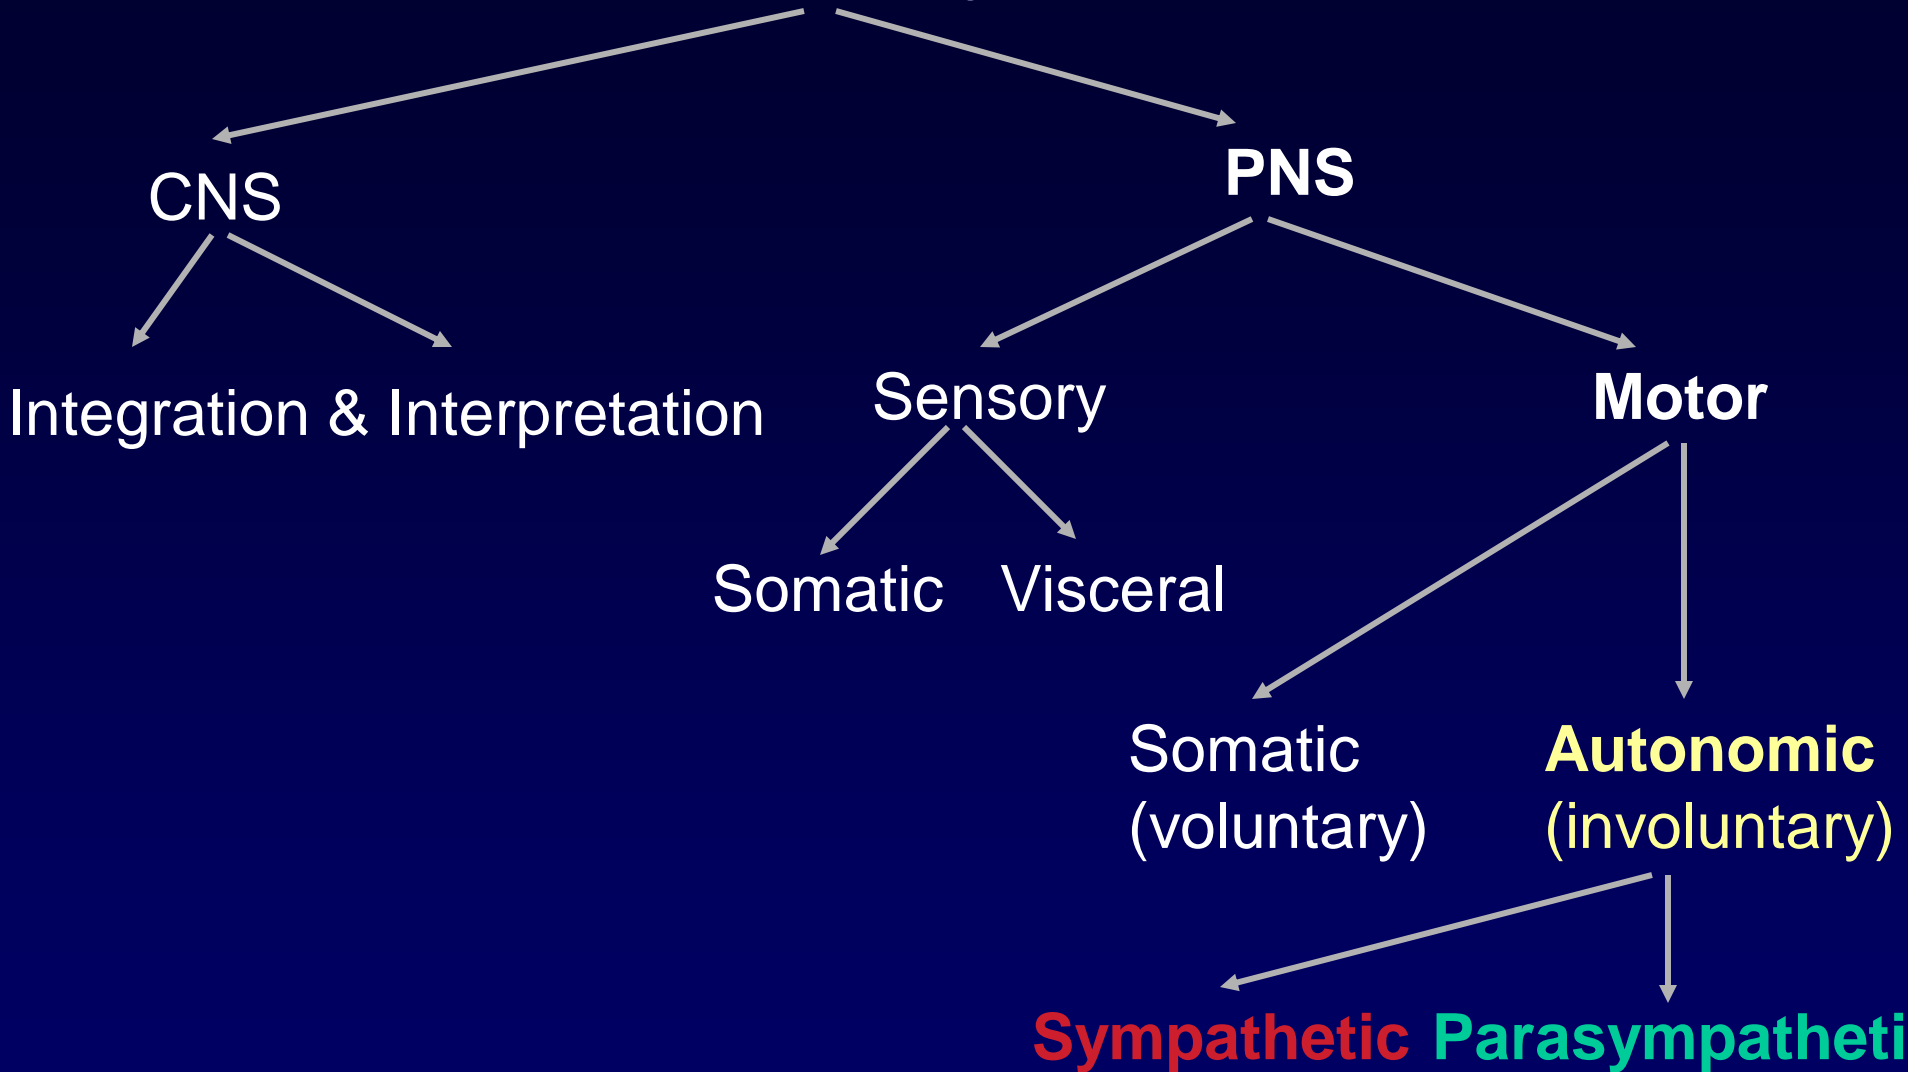 CNS
PNS
Integration & Interpretation
Sensory
Motor
Somatic
Visceral
Somatic
(voluntary)
Autonomic
(involuntary)
Sympathetic
Parasympatheti